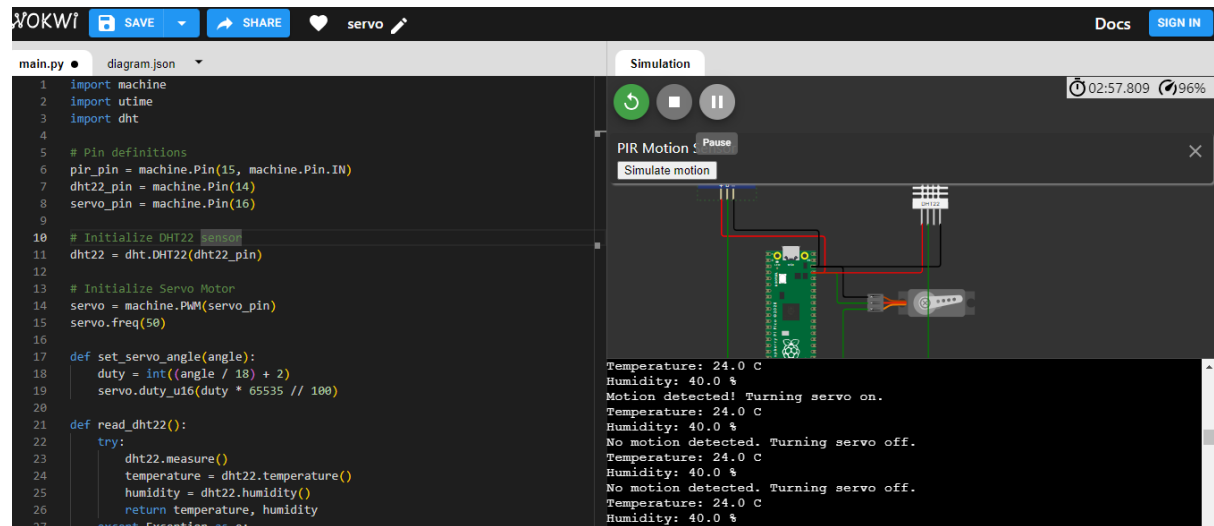 WOKWi SAVE SHARE servo Docs SIGN IN
main.py diagram.json
1 import machine
2 import utime
3 import dht
4
5 # Pin definitions
6 pir_pin = machine.Pin(15, machine.Pin.IN)
7 dht22_pin = machine.Pin(14)
8 servo_pin = machine.Pin(16)
9
10 # Initialize DHT22 sensor
11 dht22 = dht.DHT22(dht22_pin)
12
13 # Initialize Servo Motor
14 servo = machine.PWM(servo_pin)
15 servo.freq(50)
16
17 def set_servo_angle(angle):
18 duty = int((angle / 18) + 2)
19 servo.duty_u16(duty * 65535 // 100)
20
21 def read_dht22():
22 try:
23 dht22.measure()
24 temperature = dht22.temperature()
25 humidity = dht22.humidity()
26 return temperature, humidity
27 except Exception as e:
Simulation
02:57.809 96%
PIR Motion S
Pause
Simulate motion
DHT22
Temperature: 24.0 C
Humidity: 40.0 %
Motion detected! Turning servo on.
Temperature: 24.0 C
Humidity: 40.0 %
No motion detected. Turning servo off.
Temperature: 24.0 C
Humidity: 40.0 %
No motion detected. Turning servo off.
Temperature: 24.0 C
Humidity: 40.0 %